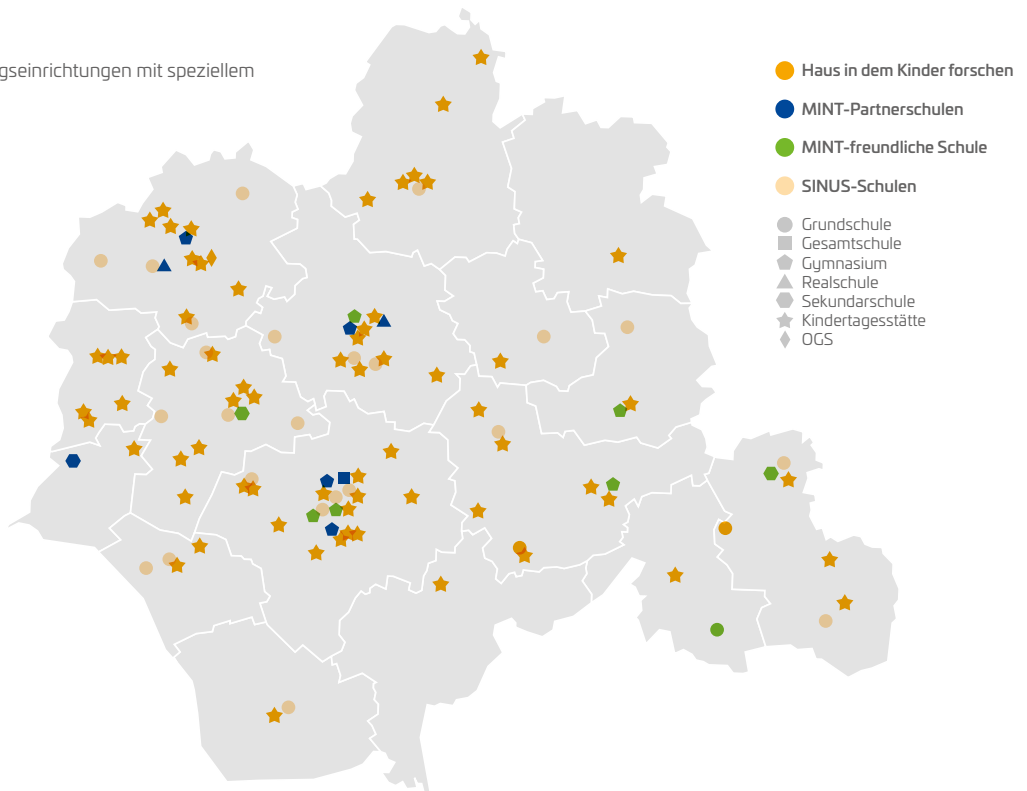 gseinrichtungen mit speziellem
Haus in dem Kinder forschen
MINT-Partnerschulen
MINT-freundliche Schule
SINUS-Schulen
Grundschule
Gesamtschule
Gymnasium
Realschule
Sekundarschule
Kindertagesstätte
OGS